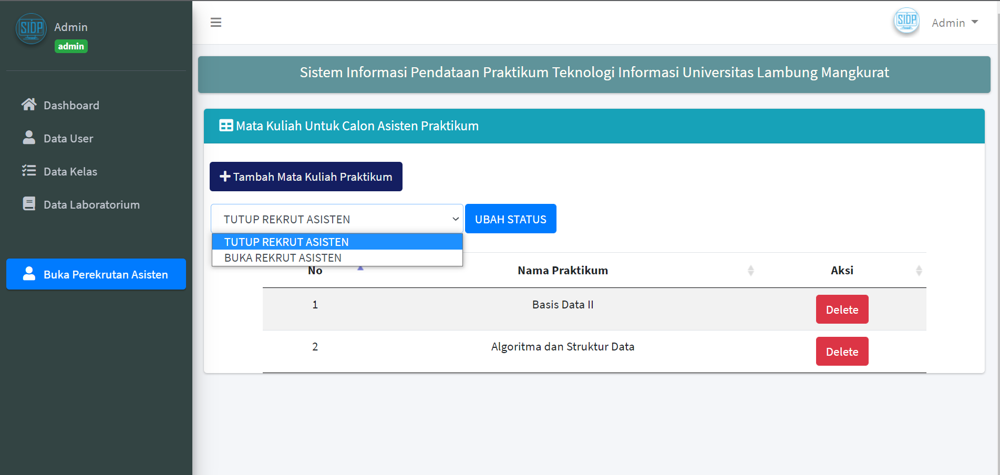 SIDP
Admin
admin
Dashboard
Data User
Data Kelas
Data Laboratorium
Buka Perekrutan Asisten
SIDP
Admin
Sistem Informasi Pendataan Praktikum Teknologi Informasi Universitas Lambung Mangkurat
Mata Kuliah Untuk Calon Asisten Praktikum
Tambah Mata Kuliah Praktikum
TUTUP REKRUT ASISTEN
UBAH STATUS
TUTUP REKRUT ASISTEN
BUKA REKRUT ASISTEN
No Nama Praktikum Aksi
1 Basis Data II Delete
2 Algoritma dan Struktur Data Delete